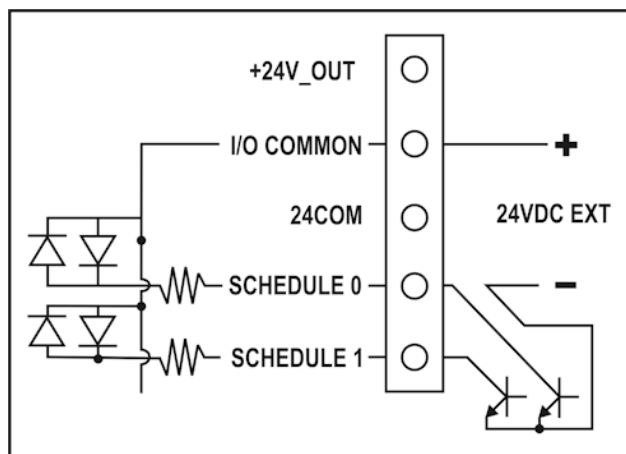 +24V_OUT
I/O COMMON
+
24COM
24VDC EXT
SCHEDULE 0
-
SCHEDULE 1